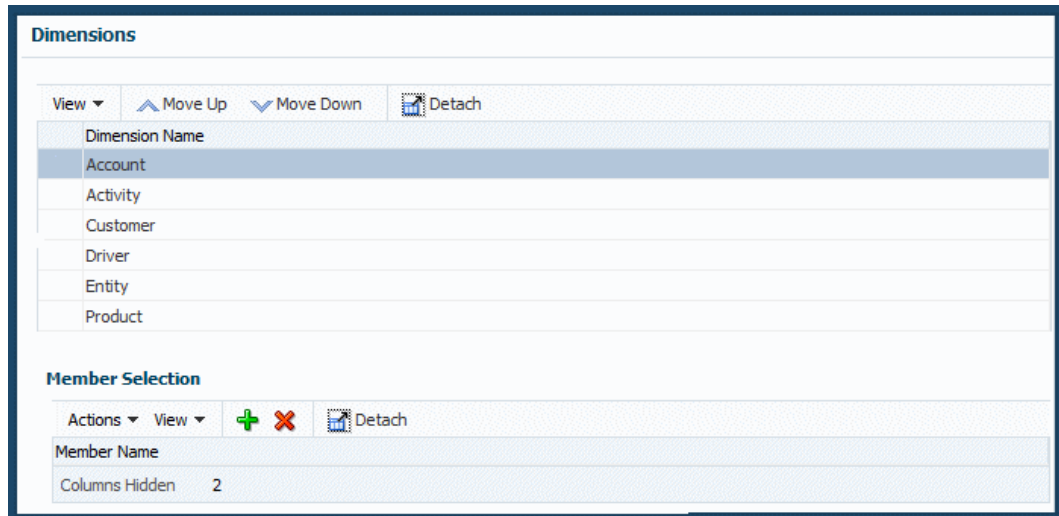 Dimensions
View Move Up Move Down Detach
Dimension Name
Account
Activity
Customer
Driver
Entity
Product
Member Selection
Actions View Detach
Member Name
Columns Hidden 2